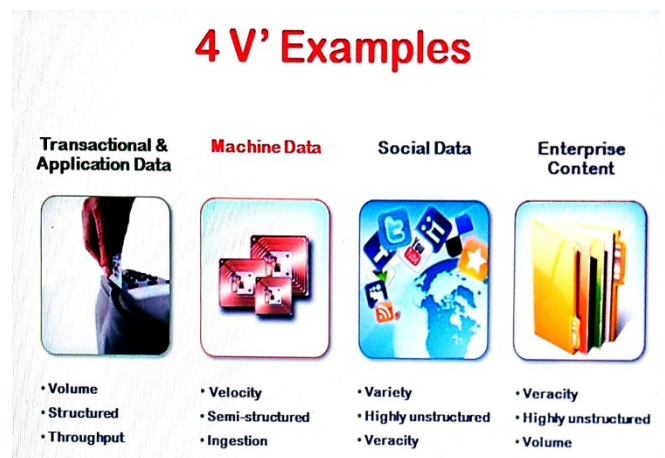 4 V' Examples
Transactional &
Application Data
Machine Data
Social Data
Enterprise
Content
• Volume
• Structured
• Throughput
• Velocity
• Semi-structured
• Ingestion
• Variety
• Highly unstructured
• Veracity
• Veracity
• Highly unstructured
• Volume